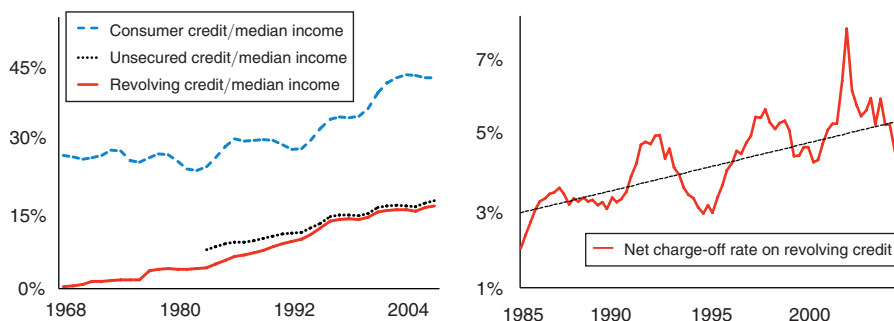 Consumer credit/median income
Unsecured credit/median income
Revolving credit/median income
45%
30%
15%
0%
1968 1980 1992 2004
7%
5%
3%
1%
Net charge-off rate on revolving credit
1985 1990 1995 2000